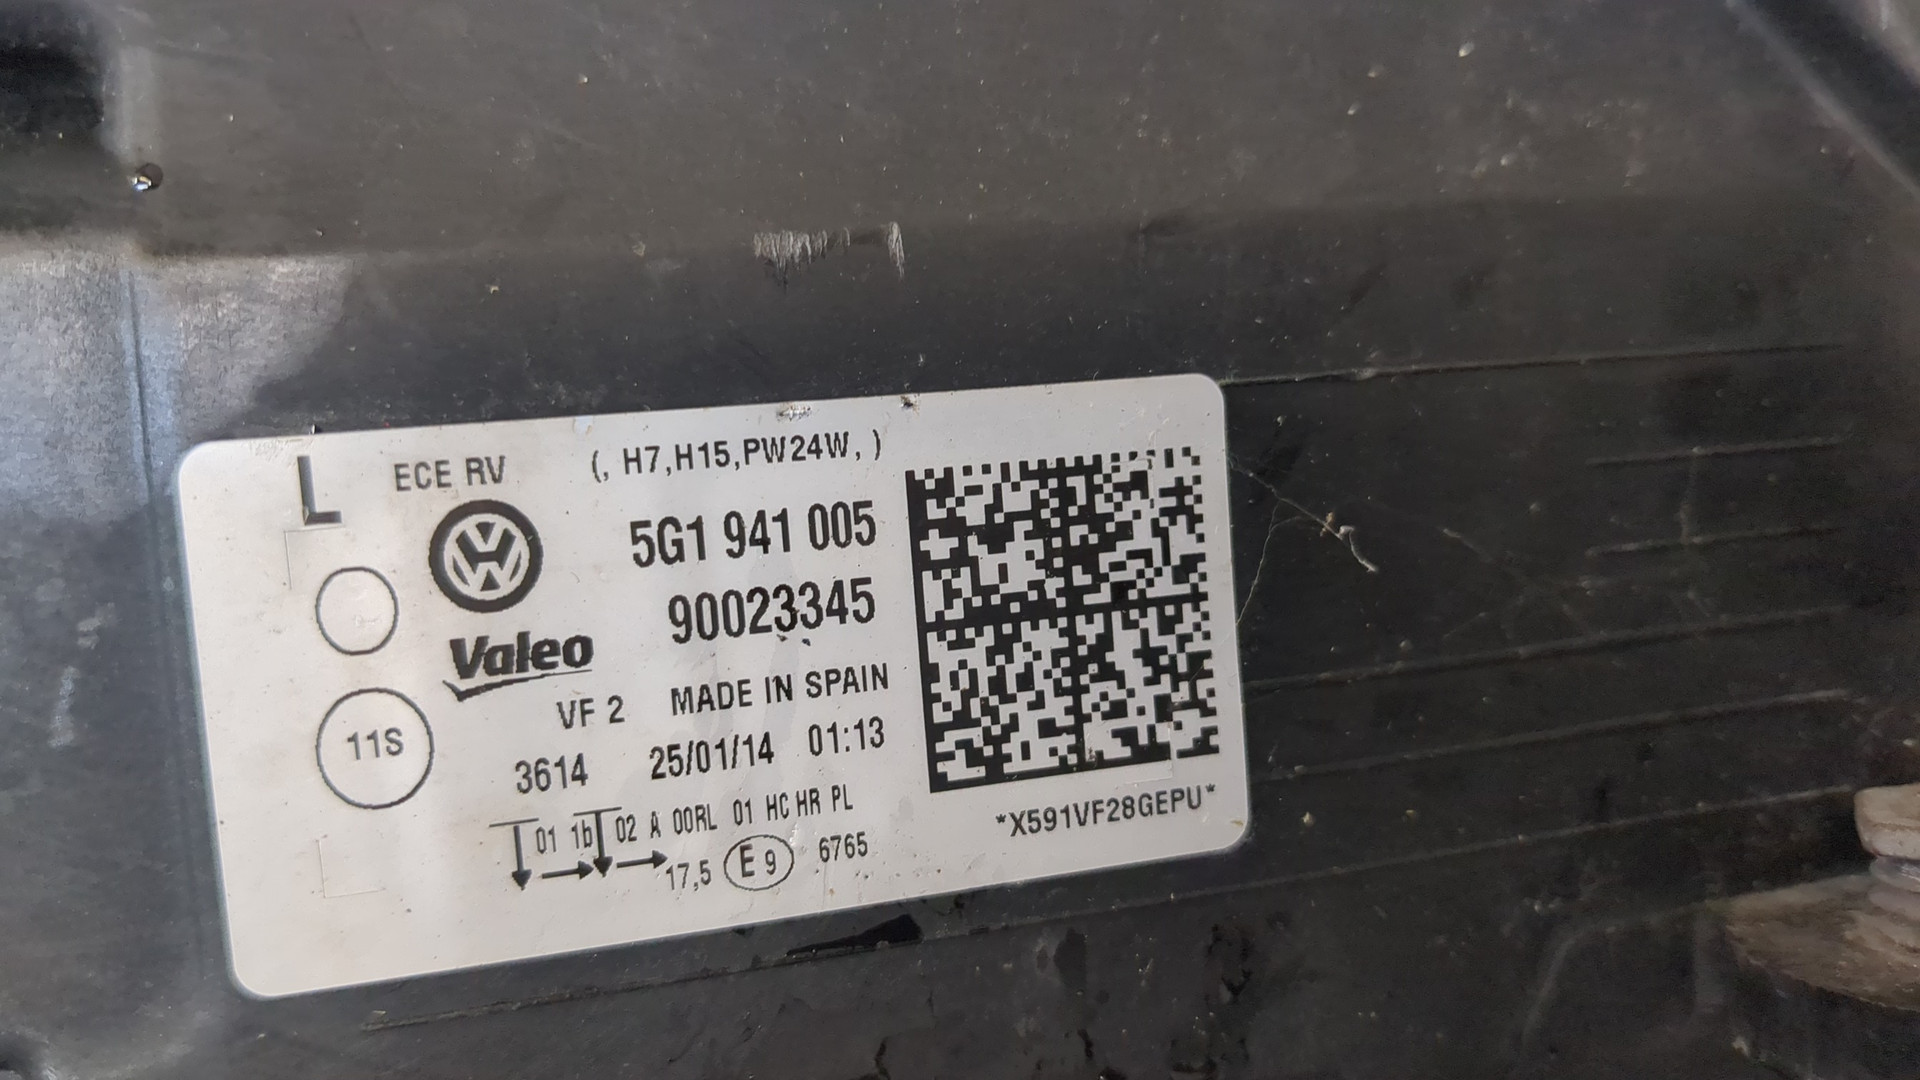 L ECE RV (, H7,H15,PW24W, )
5G1 941 005
90023345
Valeo
VF 2 MADE IN SPAIN
11S
3614 25/01/14 01:13
01 1b 02 A 00RL 01 HC HR PL
17,5 E 9 6765
*X591VF28GEPU*